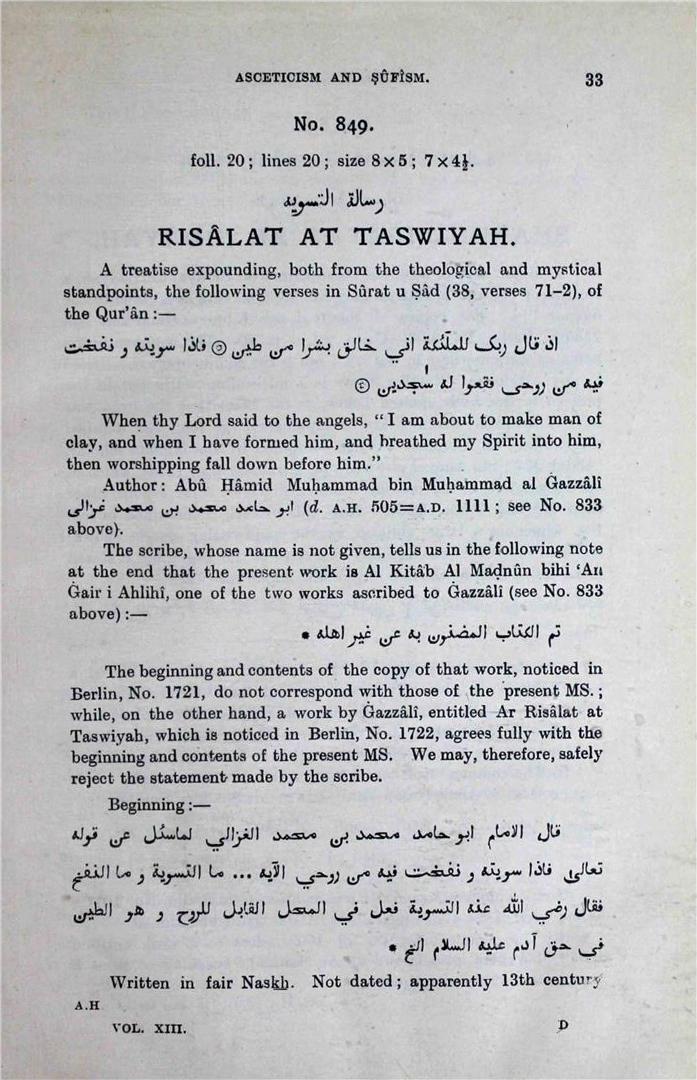 ASCETICISM AND ṢÛFÎSM. 33
No. 849.
foll. 20; lines 20; size 8 × 5; 7 × 4½.
رسالة التسويه
RISÂLAT AT TASWIYAH.
A treatise expounding, both from the theological and mystical
standpoints, the following verses in Sûrat u Ṣâd (38, verses 71–2), of
the Qur’ân :—
اذ قال ربک للمآئكة اني خالق بشرا من طين ۞ فاذا سويته و نفخت
فيه من روحى فقعوا له سٰجدين ۞
When thy Lord said to the angels, “ I am about to make man of
clay, and when I have formed him, and breathed my Spirit into him,
then worshipping fall down before him.”
Author: Abû Ḥâmid Muḥammad bin Muḥammad al Ġazzâlî
ابو حامد محمد بن محمد غزالى (d. A.H. 505=A.D. 1111; see No. 833
above).
The scribe, whose name is not given, tells us in the following note
at the end that the present work is Al Kitâb Al Maḍnûn bihi ‘An
Ġair i Ahlihî, one of the two works ascribed to Ġazzâlî (see No. 833
above) :—
تم الكتاب المضنون به عن غير اهله •
The beginning and contents of the copy of that work, noticed in
Berlin, No. 1721, do not correspond with those of the present MS. ;
while, on the other hand, a work by Ġazzâlî, entitled Ar Risâlat at
Taswiyah, which is noticed in Berlin, No. 1722, agrees fully with the
beginning and contents of the present MS. We may, therefore, safely
reject the statement made by the scribe.
Beginning :—
قال الامام ابو حامد محمد بن محمد الغزالي لماسئل عن قوله
تعالى فاذا سويته و نفخت فيه من روحي الآيه ... ما التسوية و ما النفخ
فقال رضي الله عنه التسوية فعل في المحل القابل للروح و هو الطين
في حق آدم عليه السلام الخ •
Written in fair Naskh. Not dated ; apparently 13th century
A.H
VOL. XIII. D